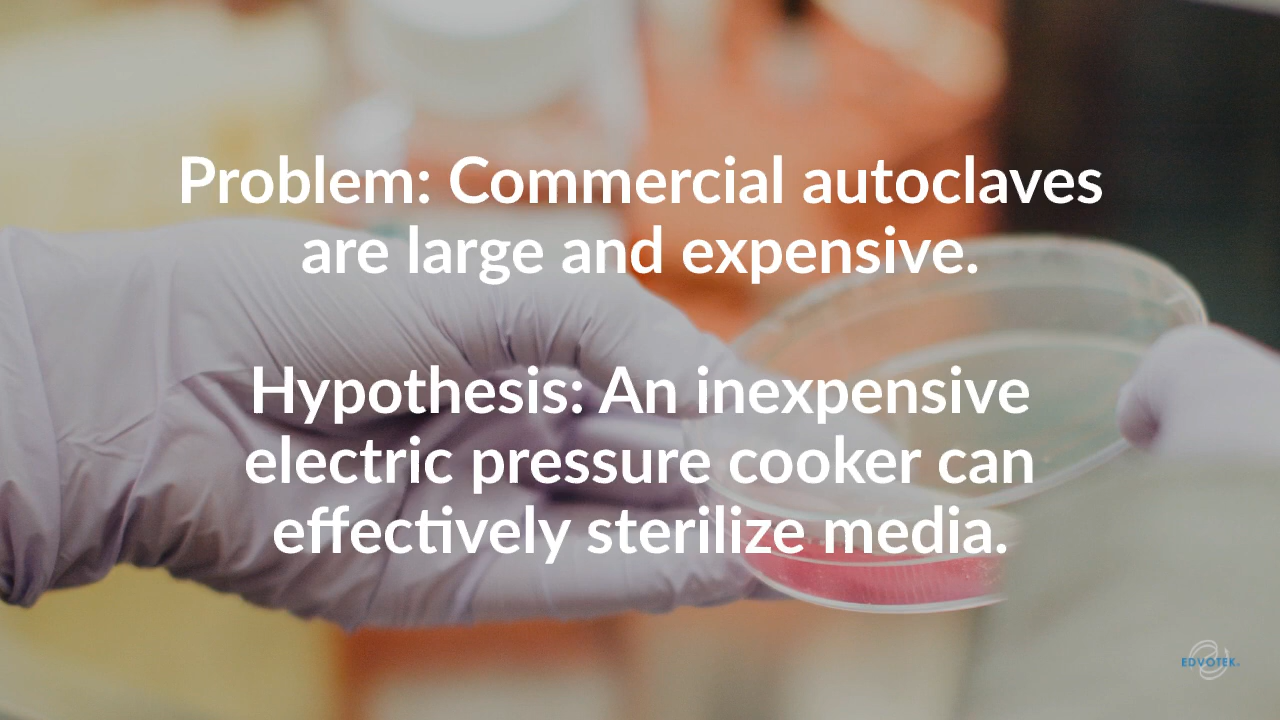 Problem: Commercial autoclaves
are large and expensive.
Hypothesis: An inexpensive
electric pressure cooker can
effectively sterilize media.
EDVOTEK.